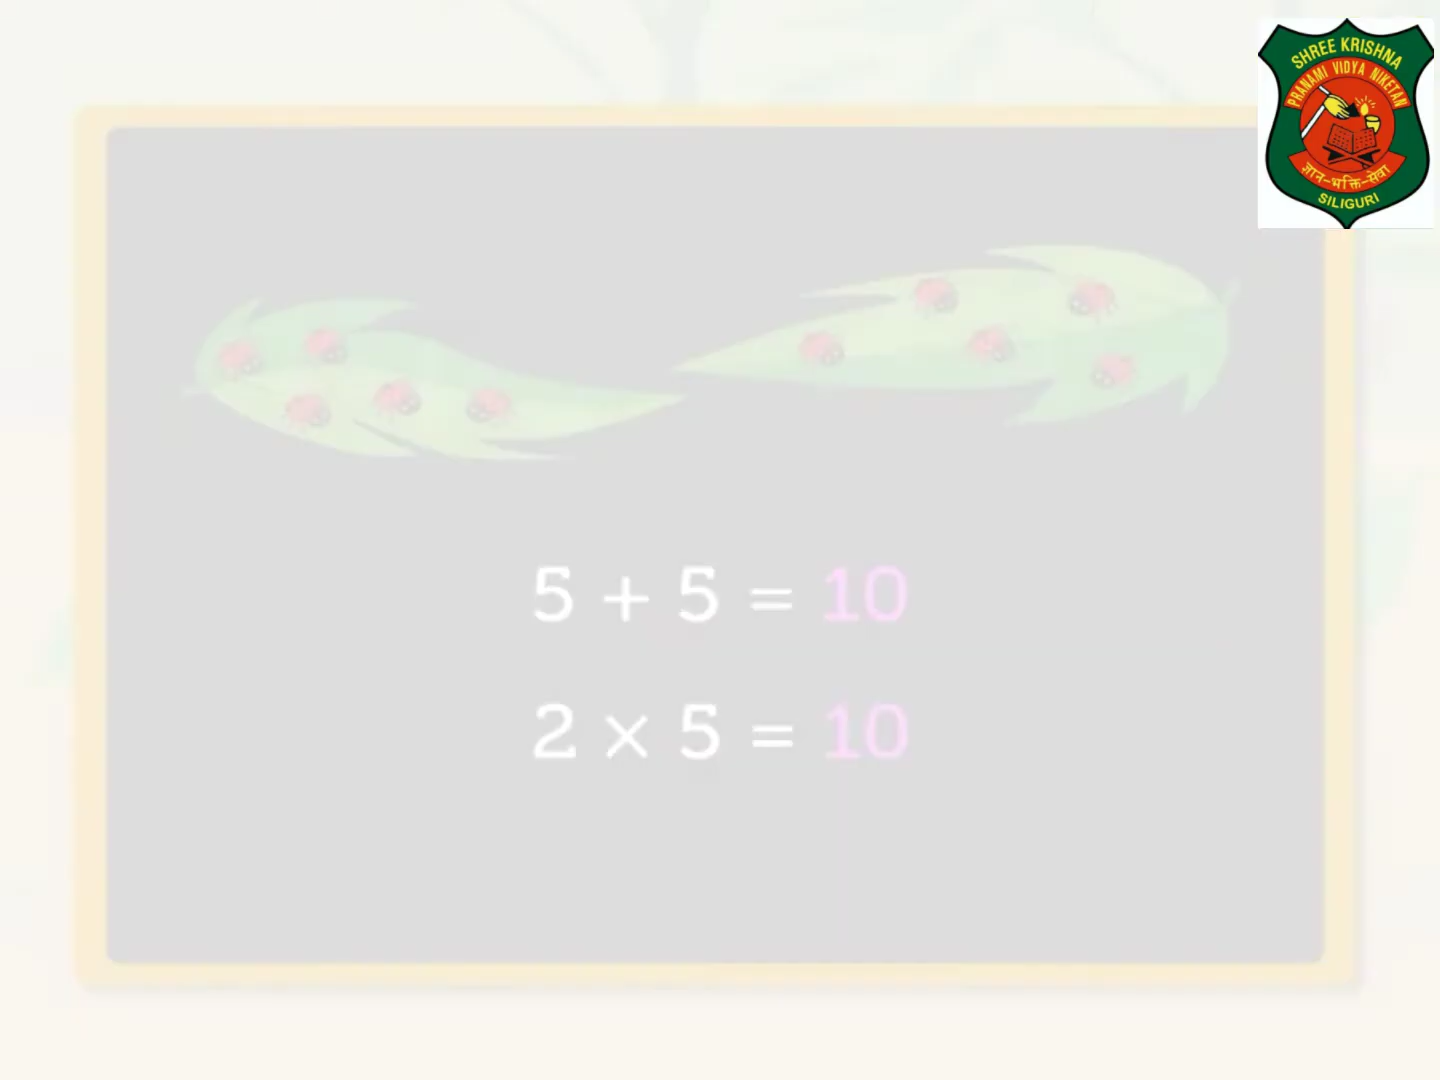 SHREE KRISHNA
PRANAMI VIDYA NIKETAN
ज्ञान-भक्ति-सेवा
SILIGURI
5 + 5 = 10
2 × 5 = 10